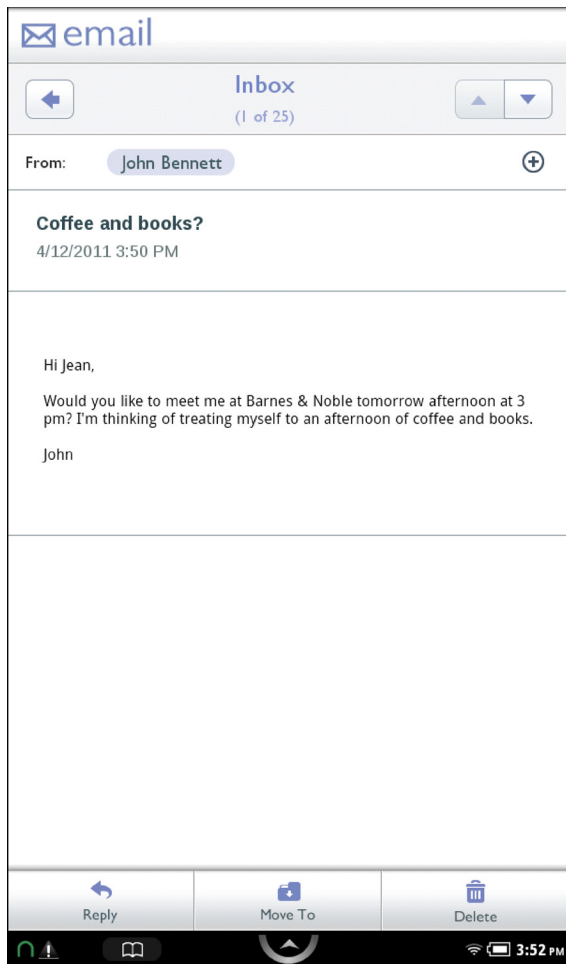 email
Inbox
(1 of 25)
From: John Bennett
Coffee and books?
4/12/2011 3:50 PM
Hi Jean,
Would you like to meet me at Barnes & Noble tomorrow afternoon at 3
pm? I'm thinking of treating myself to an afternoon of coffee and books.
John
Reply Move To Delete
3:52 PM